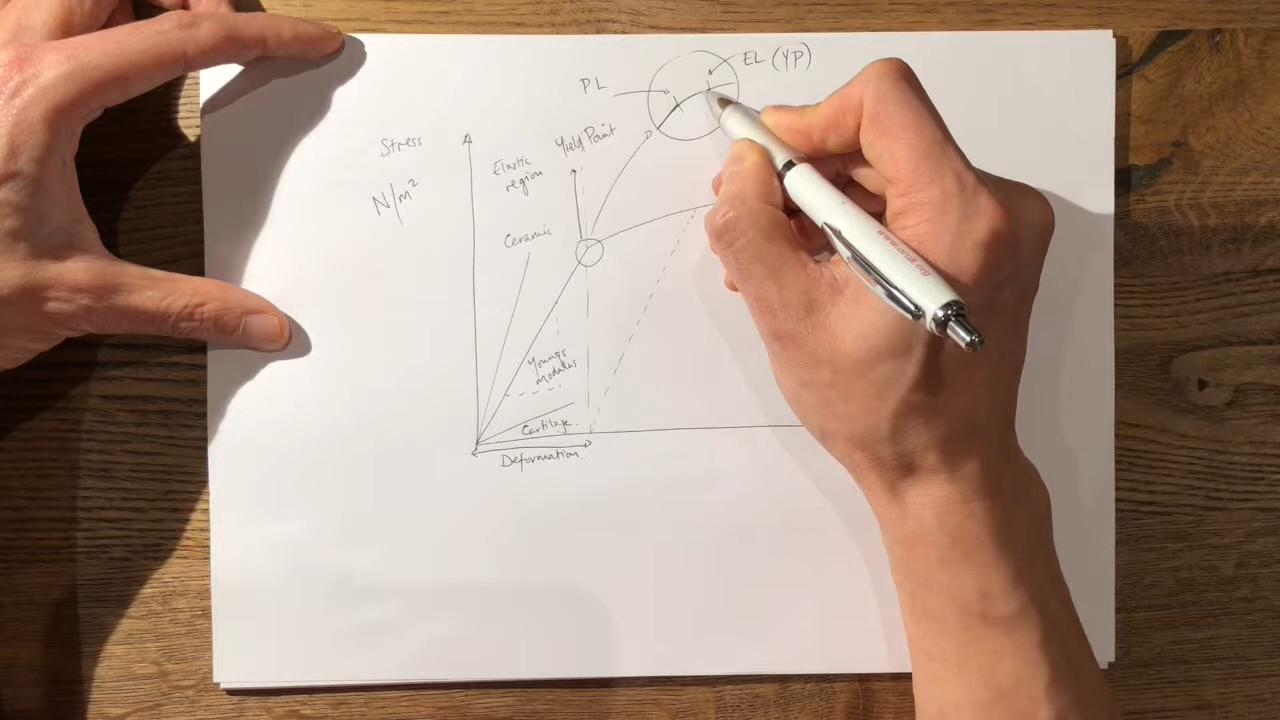 EL (YP)
PL
Yield Point
Stress
N/m²
Elastic
region
Ceramic
Youngs
modulus
Cartilage.
Deformation